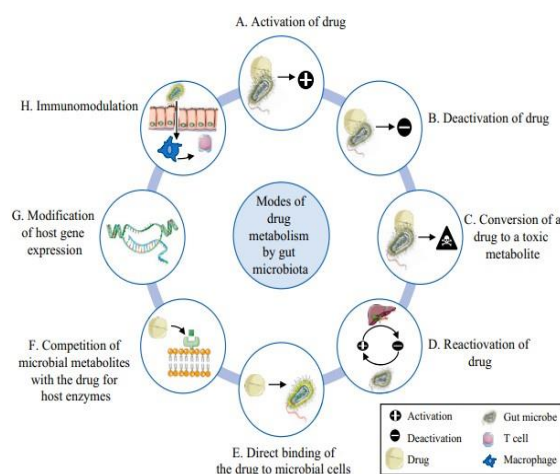 A. Activation of drug
H. Immunomodulation
B. Deactivation of drug
G. Modification
of host gene
expression
Modes of
drug
metabolism
by gut
microbiota
C. Conversion of a
drug to a toxic
metabolite
F. Competition of
microbial metabolites
with the drug for
host enzymes
D. Reactiovation of
drug
E. Direct binding of
the drug to microbial cells
Activation
Deactivation
Drug
Gut microbe
T cell
Macrophage